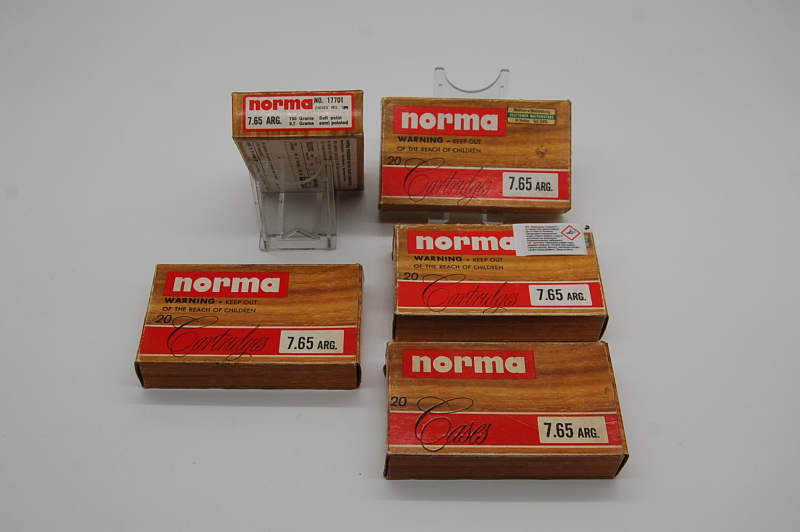 norma NO. 17701
7.65 ARG. 150 Grains Soft point
9.7 Grams semi pointed
norma
WARNING - KEEP OUT
OF THE REACH OF CHILDREN
20
Cartridges 7.65 ARG.
norma
WARNING - KEEP OUT
OF THE REACH OF CHILDREN
20
Cartridges 7.65 ARG.
norma
WARNING - KEEP OUT
OF THE REACH OF CHILDREN
20
Cartridges 7.65 ARG.
norma
20
Cases 7.65 ARG.